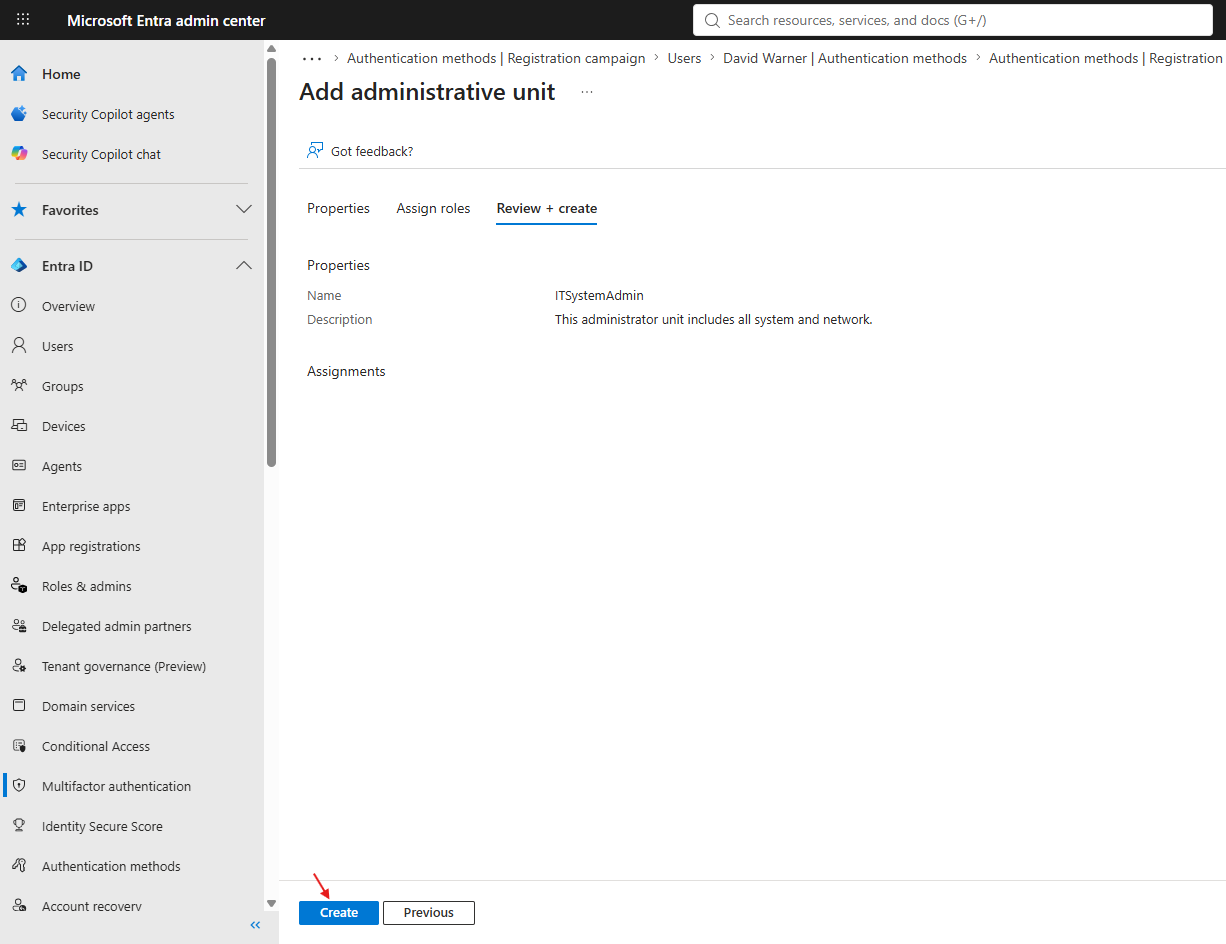 Microsoft Entra admin center
Search resources, services, and docs (G+/)
Home
Security Copilot agents
Security Copilot chat
Favorites
Entra ID
Overview
Users
Groups
Devices
Agents
Enterprise apps
App registrations
Roles & admins
Delegated admin partners
Tenant governance (Preview)
Domain services
Conditional Access
Multifactor authentication
Identity Secure Score
Authentication methods
Account recovery
... > Authentication methods | Registration campaign > Users > David Warner | Authentication methods > Authentication methods | Registration
Add administrative unit ...
Got feedback?
Properties Assign roles Review + create
Properties
Name ITSystemAdmin
Description This administrator unit includes all system and network.
Assignments
Create Previous